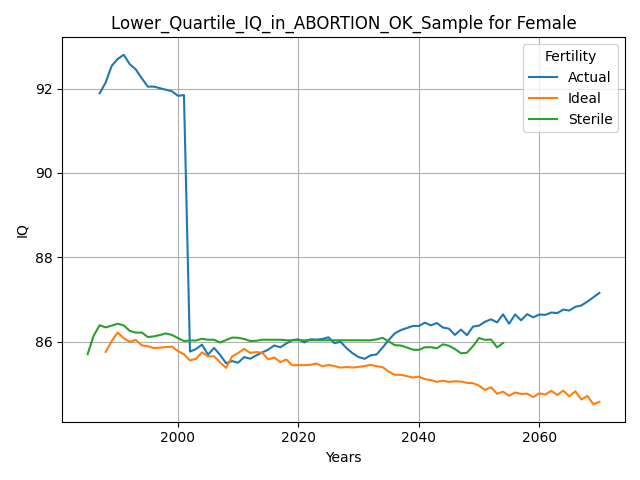 Lower_Quartile_IQ_in_ABORTION_OK_Sample for Female
Fertility
Actual
Ideal
Sterile
IQ
92
90
88
86
2000
2020
2040
2060
Years